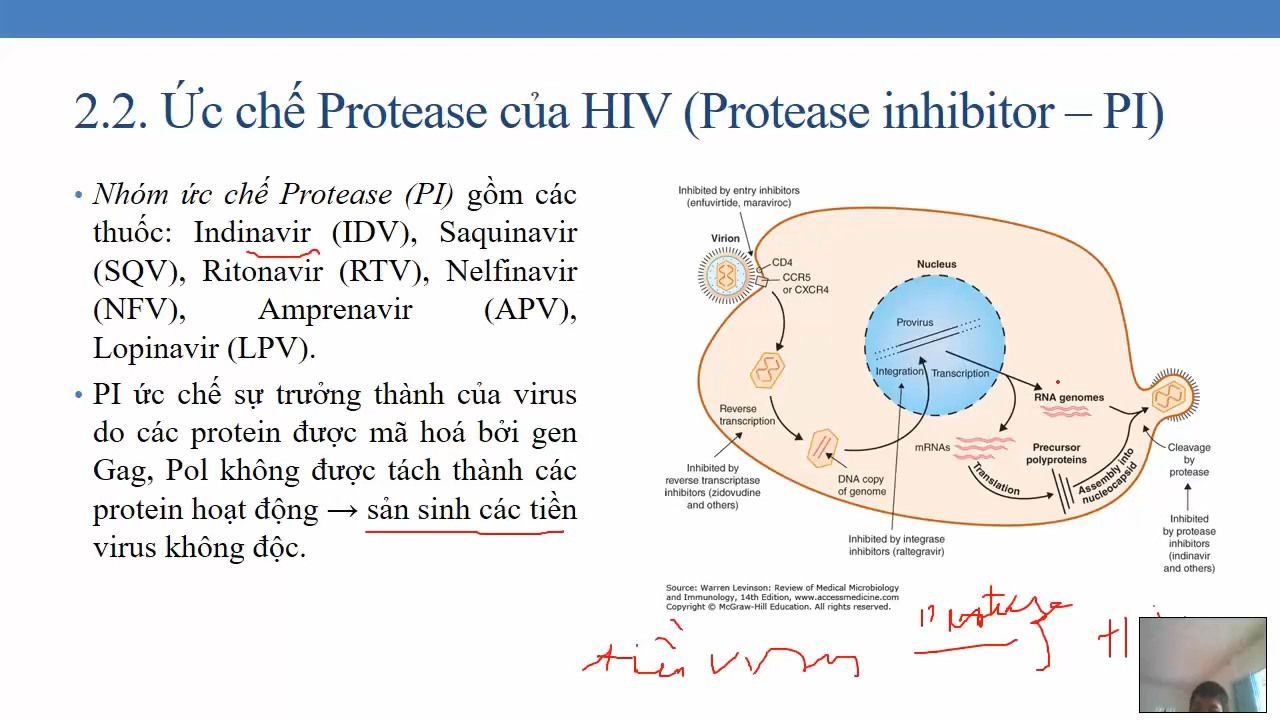 2.2. Ức chế Protease của HIV (Protease inhibitor – PI)
• Nhóm ức chế Protease (PI) gồm các
thuốc: Indinavir (IDV), Saquinavir
(SQV), Ritonavir (RTV), Nelfinavir
(NFV), Amprenavir (APV),
Lopinavir (LPV).
• PI ức chế sự trưởng thành của virus
do các protein được mã hoá bởi gen
Gag, Pol không được tách thành các
protein hoạt động → sản sinh các tiền
virus không độc.
Inhibited by entry inhibitors
(enfuvirtide, maraviroc)
Virion
CD4
CCR5
or CXCR4
Nucleus
Provirus
Integration
Transcription
RNA genomes
Reverse
transcription
mRNAs
Precursor
polyproteins
Translation
Assembly into
nucleocapsid
Cleavage
by
protease
DNA copy
of genome
Inhibited by
reverse transcriptase
inhibitors (zidovudine
and others)
Inhibited by integrase
inhibitors (raltegravir)
Inhibited
by protease
inhibitors
(indinavir
and others)
Source: Warren Levinson: Review of Medical Microbiology
and Immunology, 14th Edition, www.accessmedicine.com
Copyright © McGraw-Hill Education. All rights reserved.
Protease
tiền virus